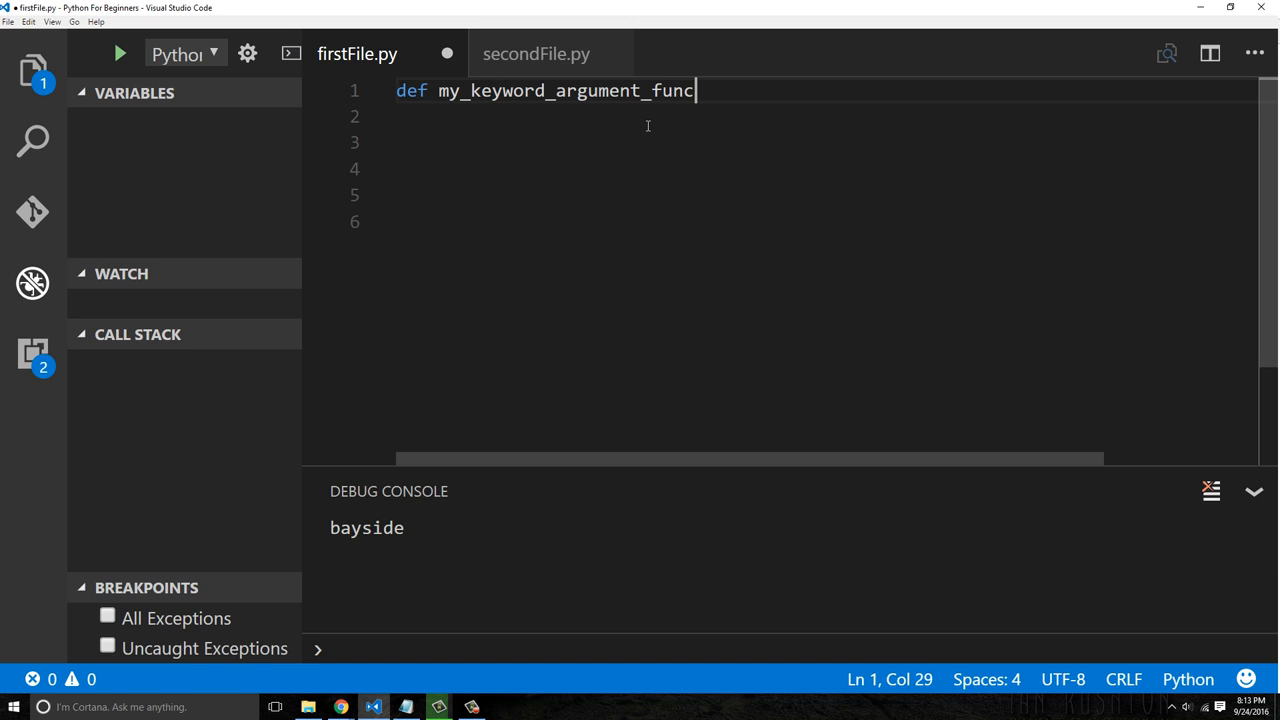 ● firstFile.py - Python For Beginners - Visual Studio Code
File Edit View Go Help
Python
firstFile.py
secondFile.py
1
VARIABLES
1 def my_keyword_argument_func
2
3
4
5
6
WATCH
CALL STACK
2
DEBUG CONSOLE
bayside
BREAKPOINTS
All Exceptions
Uncaught Exceptions
0 0
Ln 1, Col 29 Spaces: 4 UTF-8 CRLF Python
I'm Cortana. Ask me anything.
8:13 PM
9/24/2016